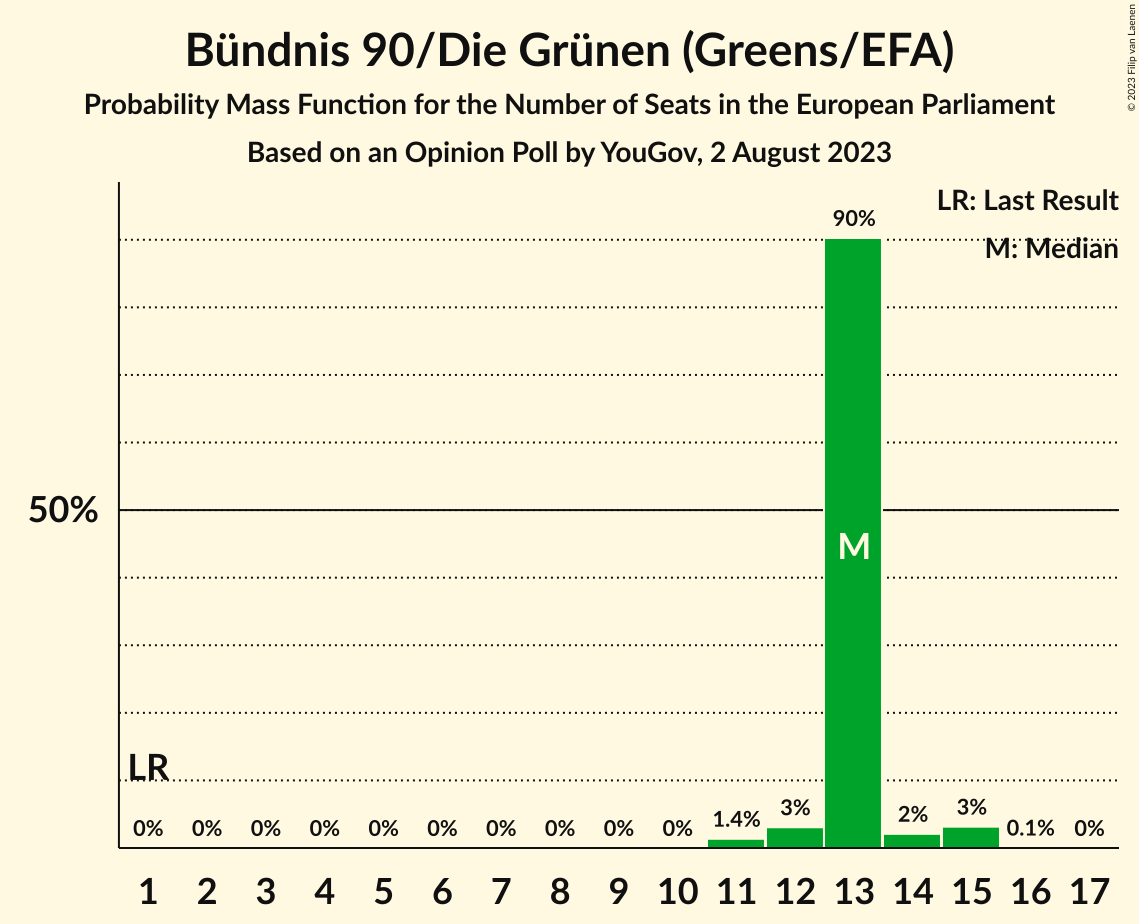 Bündnis 90/Die Grünen (Greens/EFA)
Probability Mass Function for the Number of Seats in the European Parliament
Based on an Opinion Poll by YouGov, 2 August 2023
© 2023 Filip van Laenen
LR: Last Result
M: Median
90%
50%
M
LR
0% 0% 0% 0% 0% 0% 0% 0% 0% 0% 1.4% 3% 2% 3% 0.1% 0%
1 2 3 4 5 6 7 8 9 10 11 12 13 14 15 16 17